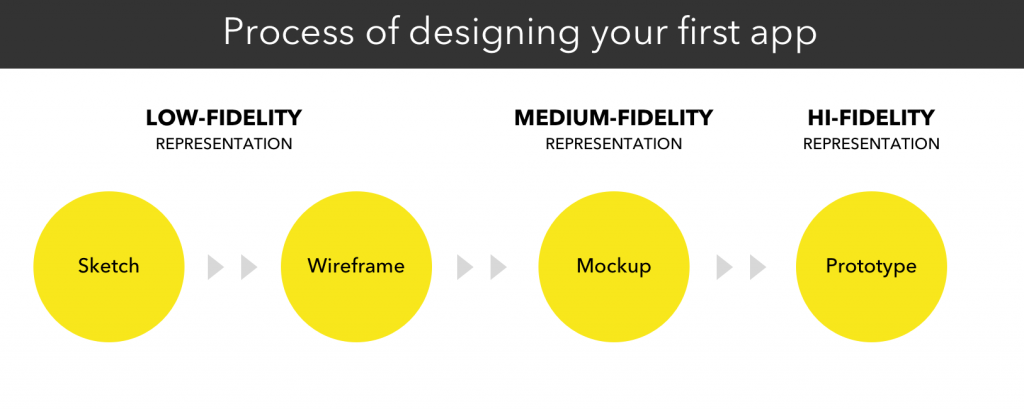 Process of designing your first app
LOW-FIDELITY
REPRESENTATION
MEDIUM-FIDELITY
REPRESENTATION
HI-FIDELITY
REPRESENTATION
Sketch
Wireframe
Mockup
Prototype